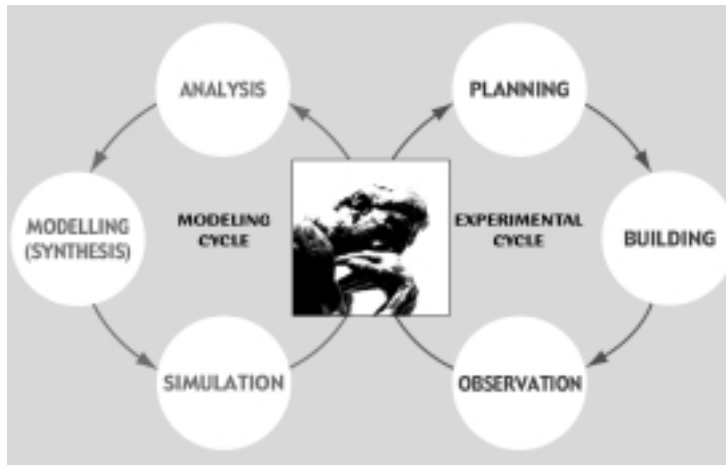 ANALYSIS
PLANNING
MODELLING
(SYNTHESIS)
MODELING
CYCLE
EXPERIMENTAL
CYCLE
BUILDING
SIMULATION
OBSERVATION